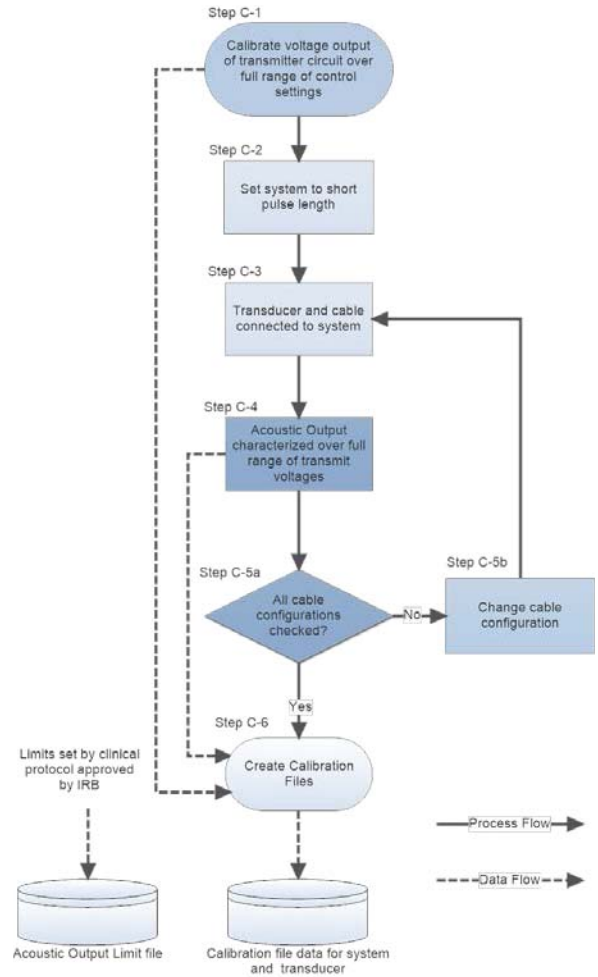 Step C-1
Calibrate voltage output
of transmitter circuit over
full range of control
settings
Step C-2
Set system to short
pulse length
Step C-3
Transducer and cable
connected to system
Step C-4
Acoustic Output
characterized over full
range of transmit
voltages
Step C-5a
All cable
configurations
checked?
No
Step C-5b
Change cable
configuration
Yes
Step C-6
Create Calibration
Files
Limits set by clinical
protocol approved
by IRB
Process Flow
Data Flow
Acoustic Output Limit file
Calibration file data for system
and transducer